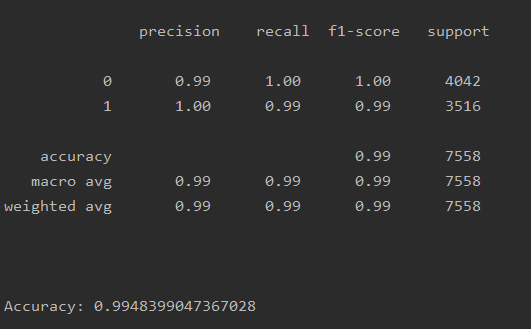 precision recall f1-score support
0 0.99 1.00 1.00 4042
1 1.00 0.99 0.99 3516
accuracy 0.99 7558
macro avg 0.99 0.99 0.99 7558
weighted avg 0.99 0.99 0.99 7558
Accuracy: 0.9948399047367028